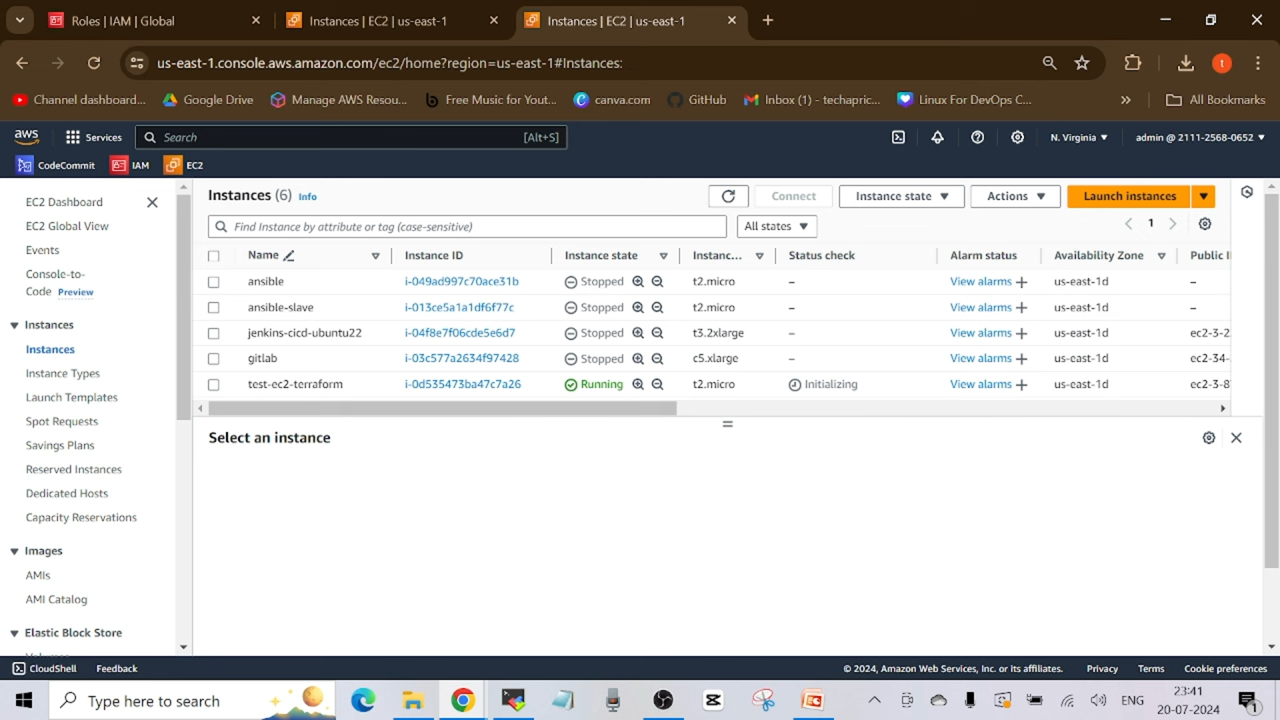 Roles | IAM | Global
Instances | EC2 | us-east-1
Instances | EC2 | us-east-1
us-east-1.console.aws.amazon.com/ec2/home?region=us-east-1#Instances:
t
Channel dashboard...
Google Drive
Manage AWS Resou...
Free Music for Yout...
canva.com
GitHub
Inbox (1) - techapric...
Linux For DevOps C...
All Bookmarks
aws
Services
Search
[Alt+S]
N. Virginia
admin @ 2111-2568-0652
CodeCommit
IAM
EC2
EC2 Dashboard
EC2 Global View
Events
Console-to-
Code Preview
Instances
Instances
Instance Types
Launch Templates
Spot Requests
Savings Plans
Reserved Instances
Dedicated Hosts
Capacity Reservations
Images
AMIs
AMI Catalog
Elastic Block Store
Instances (6) Info
Connect
Instance state
Actions
Launch instances
Find Instance by attribute or tag (case-sensitive)
All states
1
Name Instance ID Instance state Instanc... Status check Alarm status Availability Zone Public I
ansible i-049ad997c70ace31b Stopped t2.micro – View alarms + us-east-1d –
ansible-slave i-013ce5a1a1df6f77c Stopped t2.micro – View alarms + us-east-1d –
jenkins-cicd-ubuntu22 i-04f8e7f06cde5e6d7 Stopped t3.2xlarge – View alarms + us-east-1d ec2-3-2
gitlab i-03c577a2634f97428 Stopped c5.xlarge – View alarms + us-east-1d ec2-34-
test-ec2-terraform i-0d535473ba47c7a26 Running t2.micro Initializing View alarms + us-east-1d ec2-3-8
Select an instance
CloudShell
Feedback
© 2024, Amazon Web Services, Inc. or its affiliates.
Privacy
Terms
Cookie preferences
Type here to search
ENG
23:41
20-07-2024
1